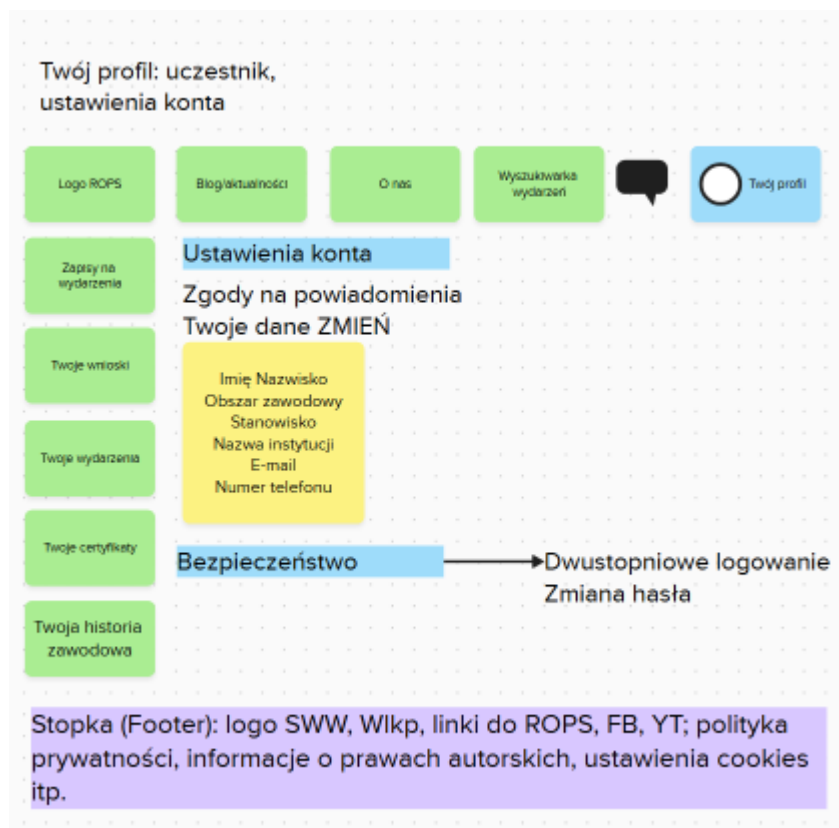 Twój profil: uczestnik,
ustawienia konta
Logo ROPS
Blog/aktualności
O nas
Wyszukiwarka
wydarzeń
Twój profil
Zapisy na
wydarzenia
Ustawienia konta
Zgody na powiadomienia
Twoje dane ZMIEŃ
Twoje wnioski
Imię Nazwisko
Obszar zawodowy
Stanowisko
Nazwa instytucji
E-mail
Numer telefonu
Twoje wydarzenia
Twoje certyfikaty
Bezpieczeństwo
Dwustopniowe logowanie
Zmiana hasła
Twoja historia
zawodowa
Stopka (Footer): logo SWW, Wlkp, linki do ROPS, FB, YT; polityka
prywatności, informacje o prawach autorskich, ustawienia cookies
itp.